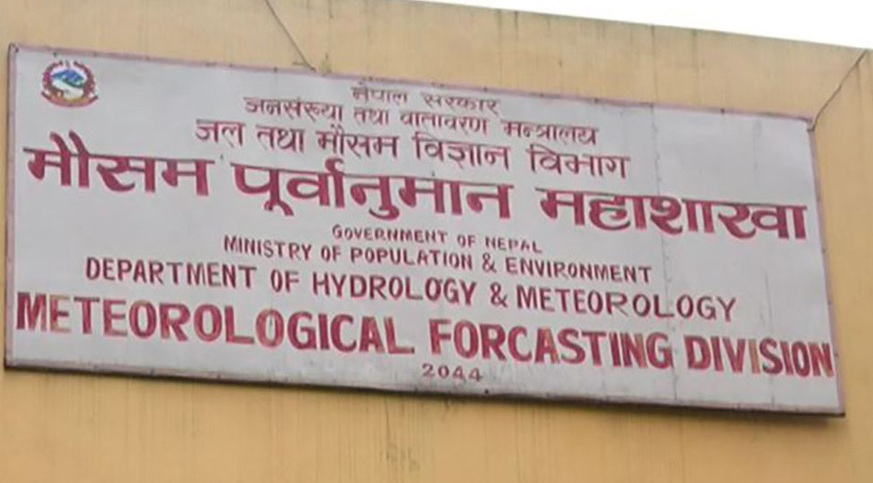 नेपाल सरकार
जनसंख्या तथा वातावरण मन्त्रालय
जल तथा मौसम विज्ञान विभाग
मौसम पूर्वानुमान महाशाखा
GOVERNMENT OF NEPAL
MINISTRY OF POPULATION & ENVIRONMENT
DEPARTMENT OF HYDROLOGY & METEOROLOGY
METEOROLOGICAL FORCASTING DIVISION
2044